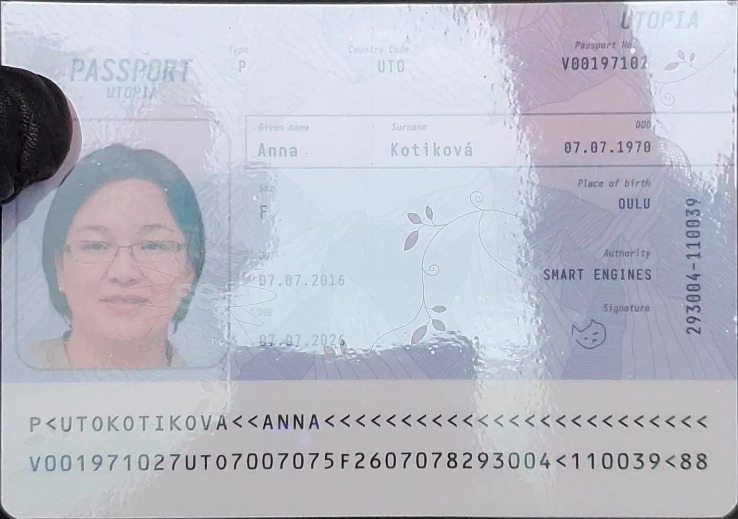 UTOPIA
PASSPORT
UTOPIA
Type
P
Country Code
UTO
Passport No
V00197102
Given name
Anna
Surname
Kotiková
DOB
07.07.1970
Sex
F
Place of birth
OULU
07.07.2016
Authority
SMART ENGINES
DOE
07.07.2026
Signature
293004-110039
P<UTOKOTIKOVA<<ANNA<<<<<<<<<<<<<<<<<<<<<<<<<
V001971027UTO7007075F2607078293004<110039<88